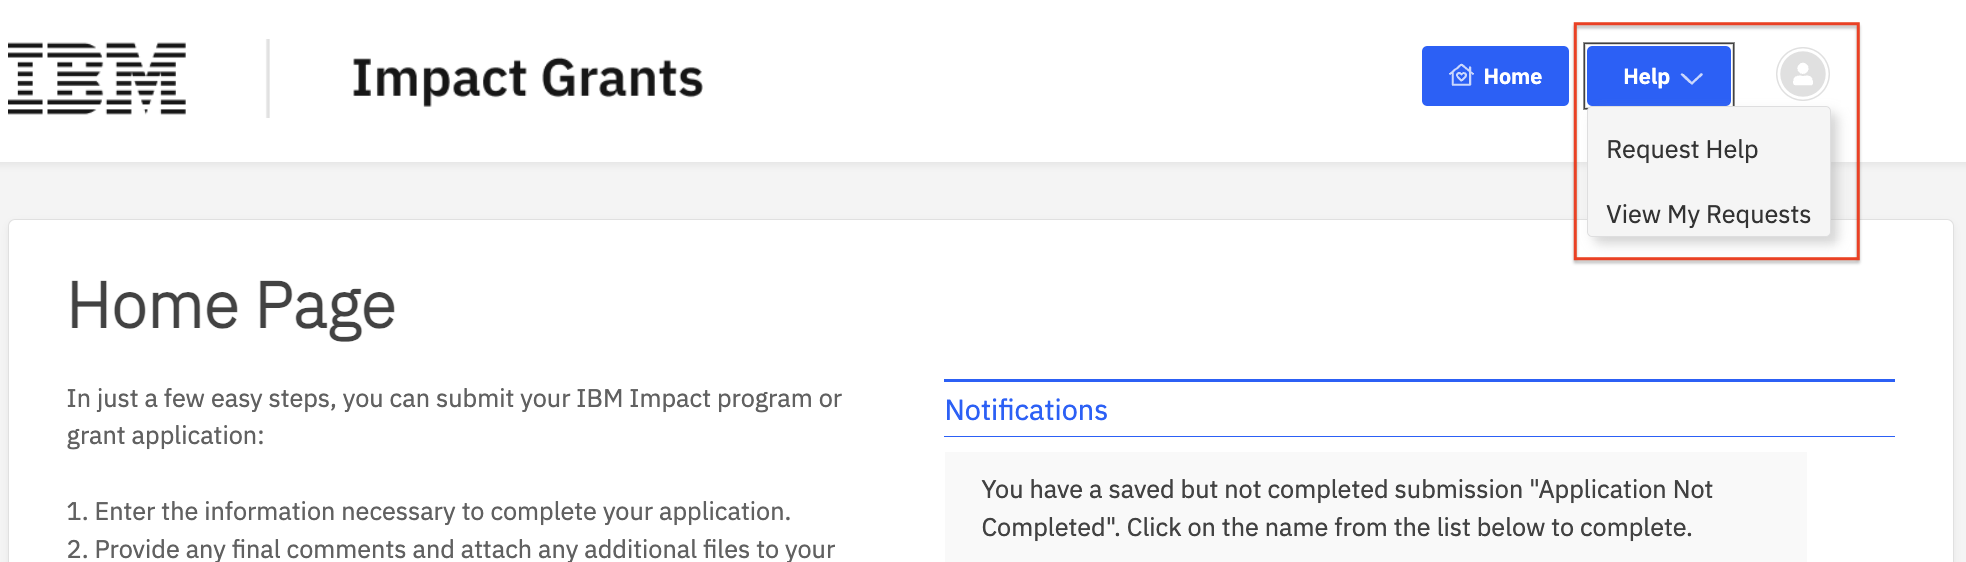 IBM
Impact Grants
Home
Help
Request Help
View My Requests
Home Page
In just a few easy steps, you can submit your IBM Impact program or
grant application:
1. Enter the information necessary to complete your application.
2. Provide any final comments and attach any additional files to your
Notifications
You have a saved but not completed submission "Application Not
Completed". Click on the name from the list below to complete.